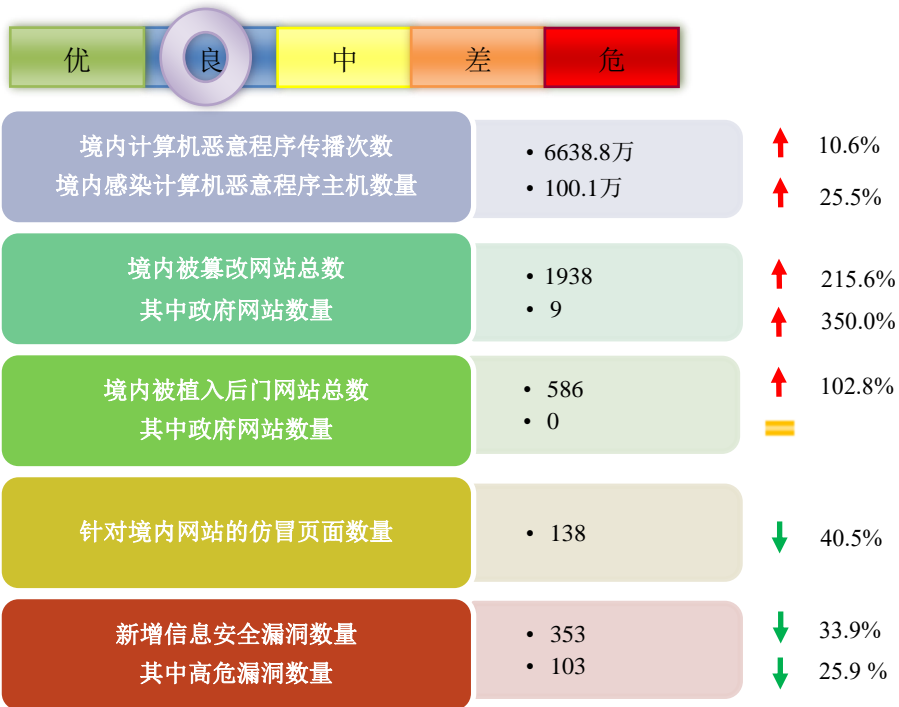 优 良 中 差 危
境内计算机恶意程序传播次数
境内感染计算机恶意程序主机数量
• 6638.8万
• 100.1万
10.6%
25.5%
境内被篡改网站总数
其中政府网站数量
• 1938
• 9
215.6%
350.0%
境内被植入后门网站总数
其中政府网站数量
• 586
• 0
102.8%
针对境内网站的仿冒页面数量
• 138
40.5%
新增信息安全漏洞数量
其中高危漏洞数量
• 353
• 103
33.9%
25.9 %